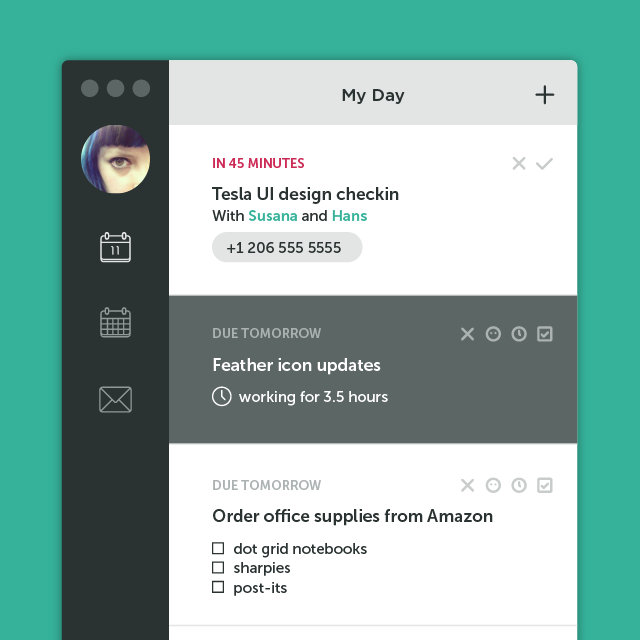 My Day
11
IN 45 MINUTES
Tesla UI design checkin
With Susana and Hans
+1 206 555 5555
DUE TOMORROW
Feather icon updates
working for 3.5 hours
DUE TOMORROW
Order office supplies from Amazon
dot grid notebooks
sharpies
post-its